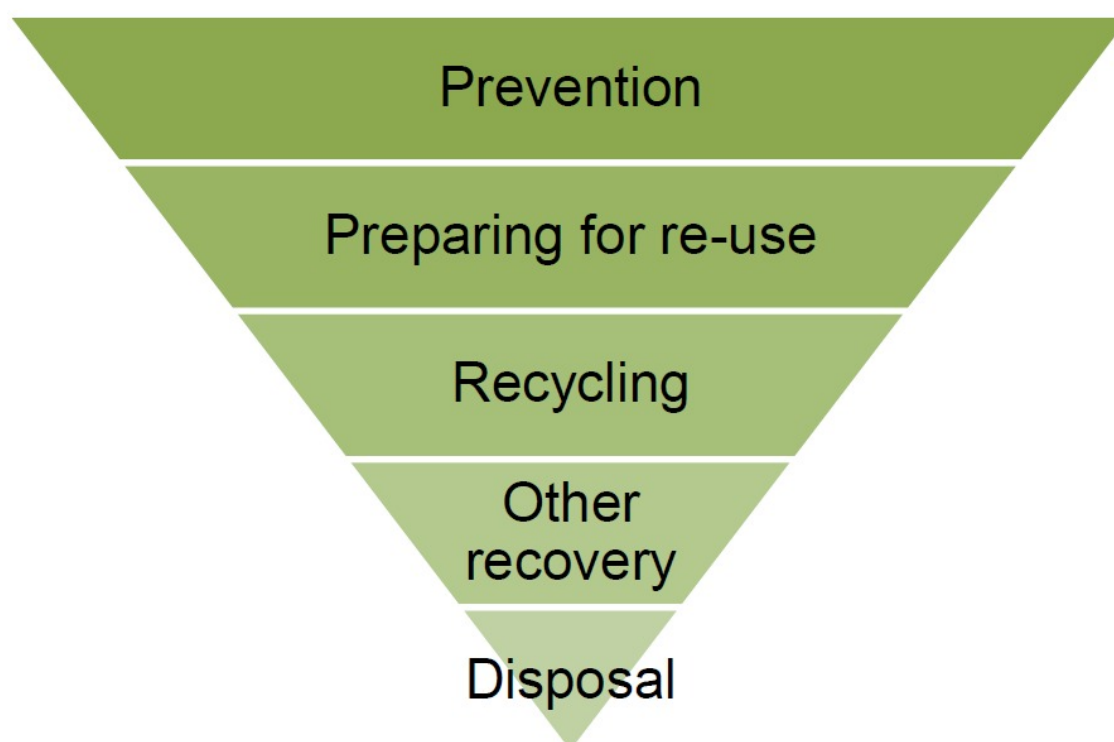 Prevention
Preparing for re-use
Recycling
Other
recovery
Disposal